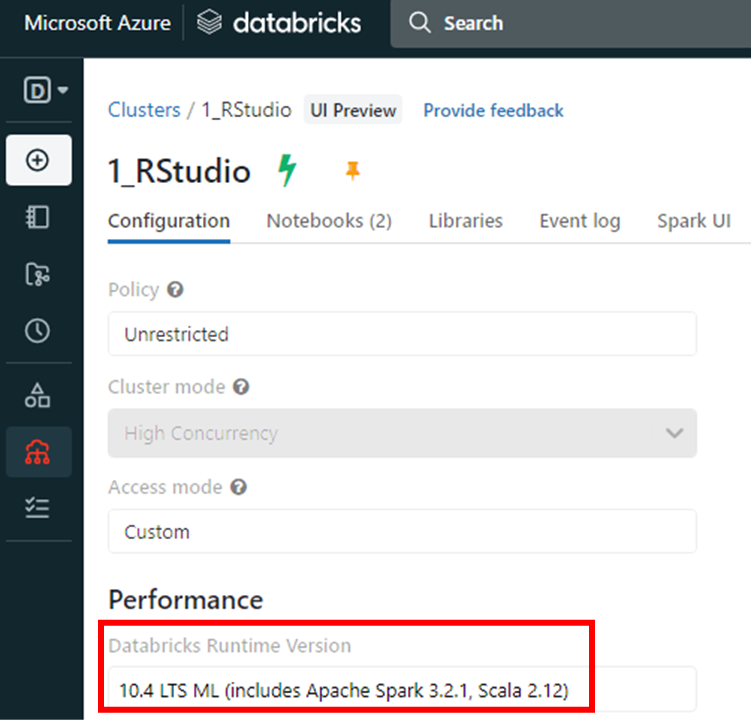 Microsoft Azure databricks Search
D
Clusters / 1_RStudio UI Preview Provide feedback
1_RStudio
Configuration Notebooks (2) Libraries Event log Spark UI
Policy ?
Unrestricted
Cluster mode ?
High Concurrency
Access mode ?
Custom
Performance
Databricks Runtime Version
10.4 LTS ML (includes Apache Spark 3.2.1, Scala 2.12)